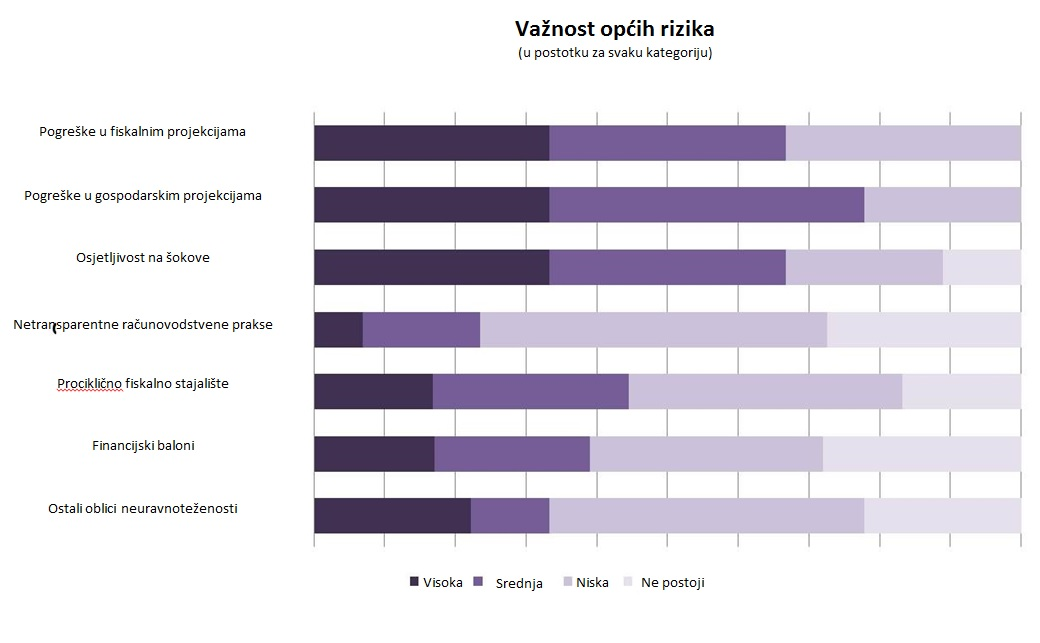 Važnost općih rizika
(u postotku za svaku kategoriju)
Pogreške u fiskalnim projekcijama
Pogreške u gospodarskim projekcijama
Osjetljivost na šokove
Netransparentne računovodstvene prakse
Prociklično fiskalno stajalište
Financijski baloni
Ostali oblici neuravnoteženosti
Visoka Srednja Niska Ne postoji